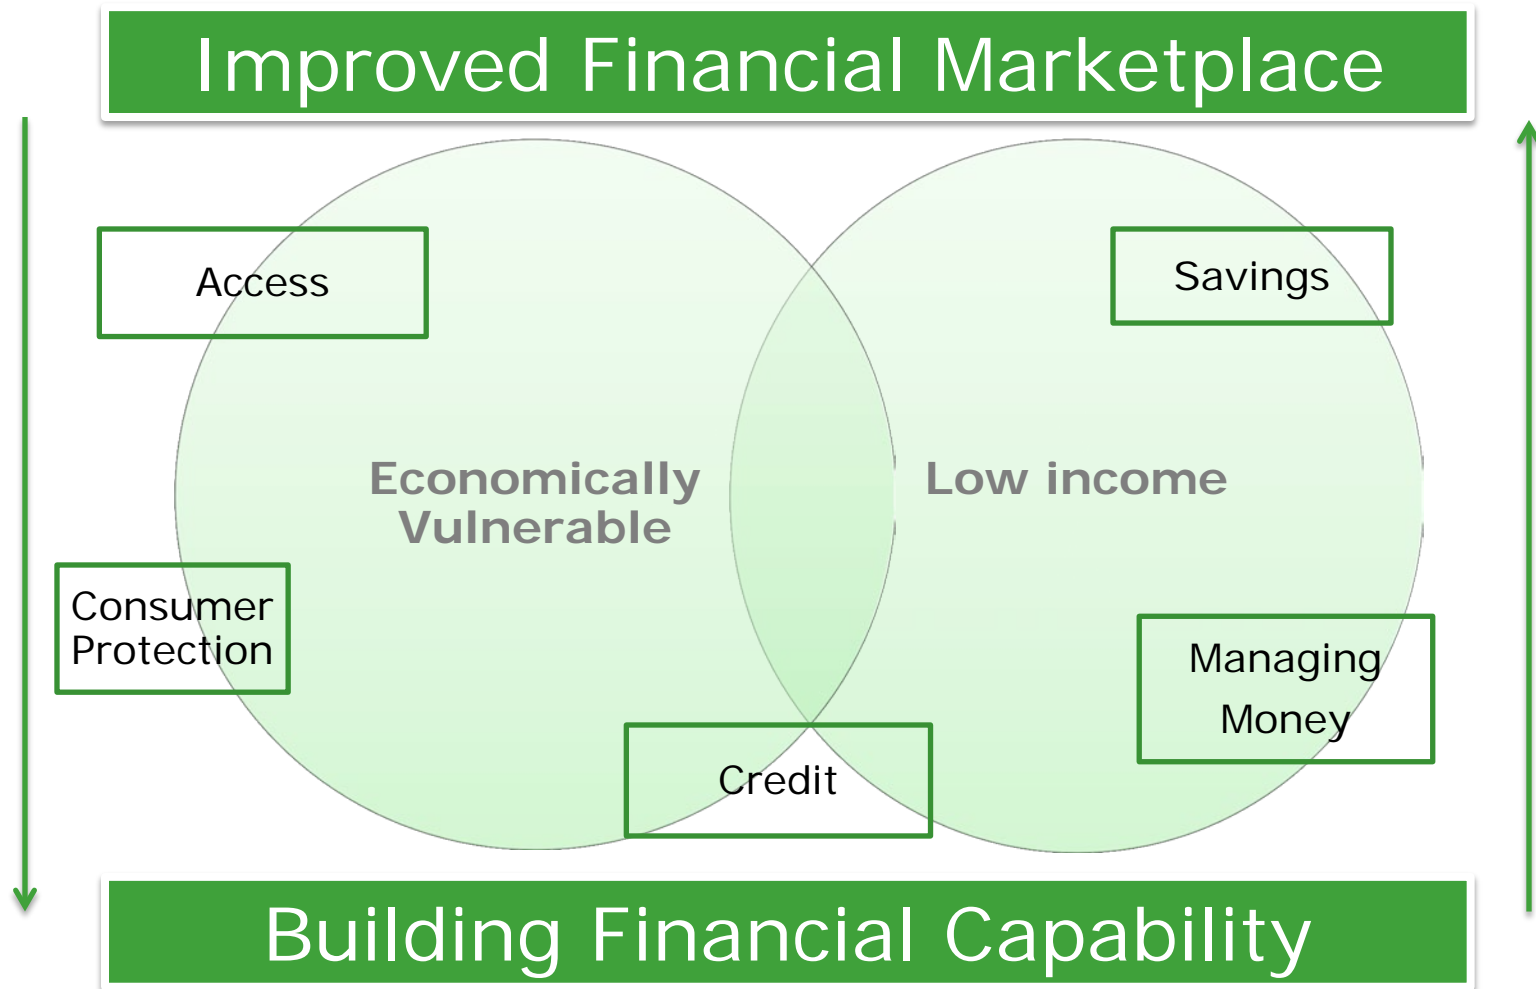 Improved Financial Marketplace
Access
Savings
Economically
Vulnerable
Low income
Consumer
Protection
Managing
Money
Credit
Building Financial Capability